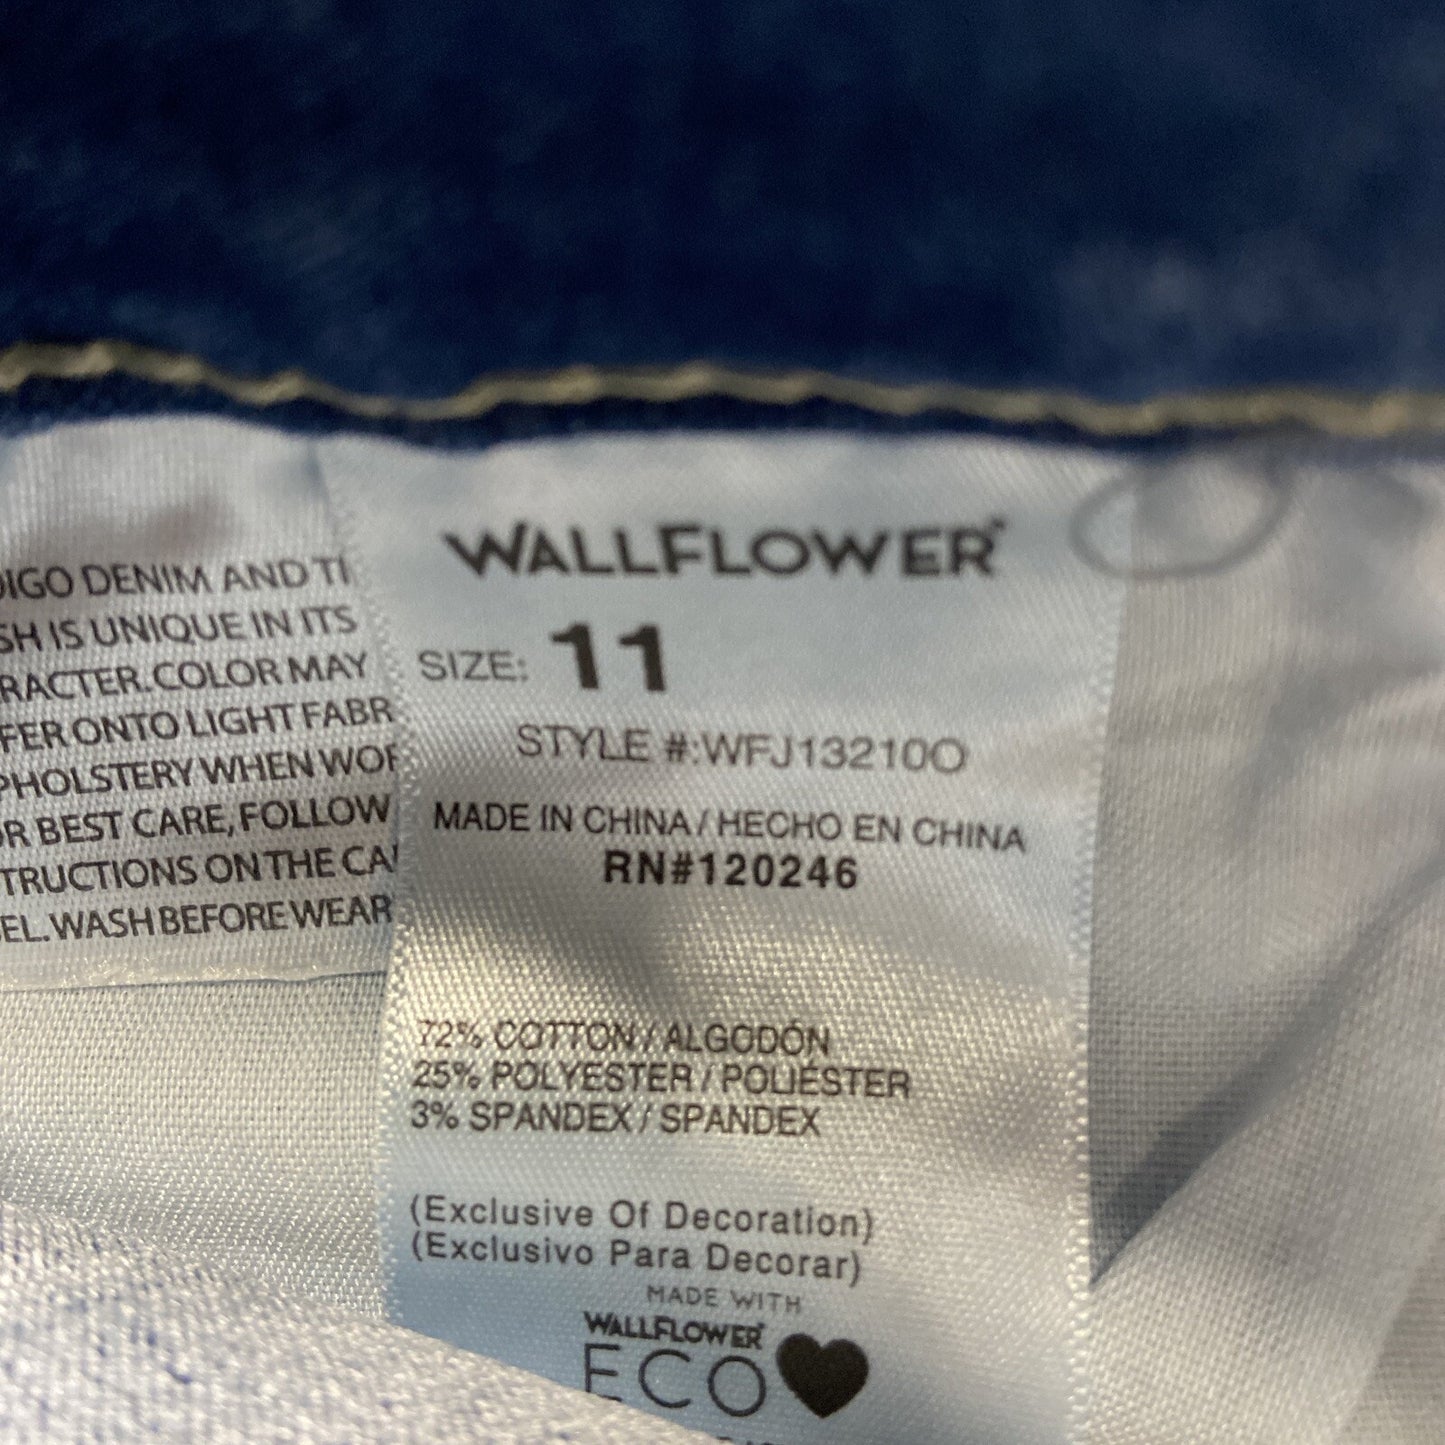 DIGO DENIM AND TH
SH IS UNIQUE IN ITS
RACTER. COLOR MAY
FER ONTO LIGHT FABR
PHOLSTERY WHEN WOR
OR BEST CARE, FOLLOW
TRUCTIONS ON THE CA
EL. WASH BEFORE WEAR
WALLFLOWER
SIZE: 11
STYLE #:WFJ13210O
MADE IN CHINA/HECHO EN CHINA
RN#120246
72% COTTON/ALGODÓN
25% POLYESTER/POLIÉSTER
3% SPANDEX/SPANDEX
(Exclusive Of Decoration)
(Exclusivo Para Decorar)
MADE WITH
WALLFLOWER
ECO